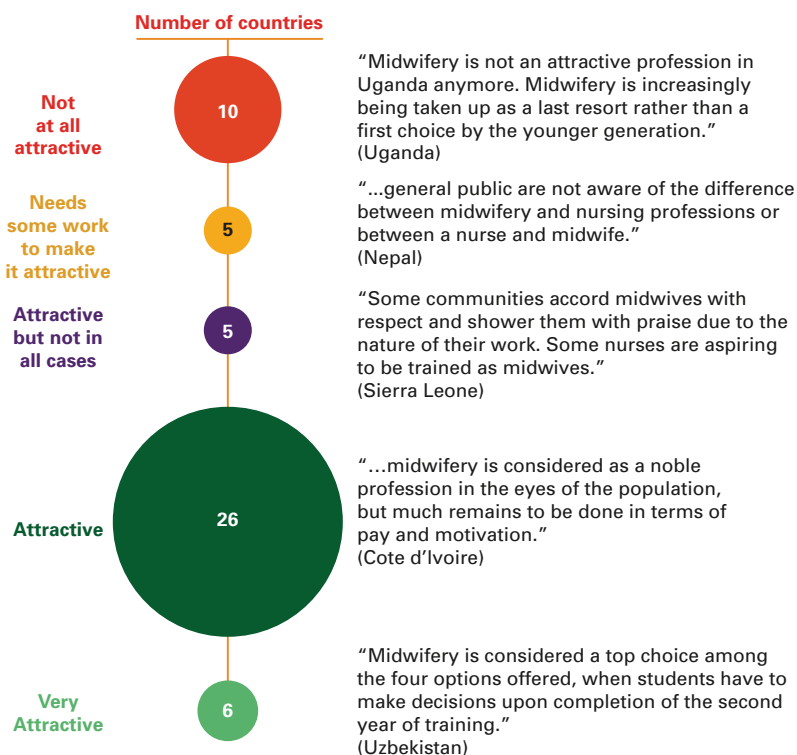 Number of countries
Not
at all
attractive
10
“Midwifery is not an attractive profession in
Uganda anymore. Midwifery is increasingly
being taken up as a last resort rather than a
first choice by the younger generation.”
(Uganda)
Needs
some work
to make
it attractive
5
“...general public are not aware of the difference
between midwifery and nursing professions or
between a nurse and midwife.”
(Nepal)
Attractive
but not in
all cases
5
“Some communities accord midwives with
respect and shower them with praise due to the
nature of their work. Some nurses are aspiring
to be trained as midwives.”
(Sierra Leone)
Attractive
26
“…midwifery is considered as a noble
profession in the eyes of the population,
but much remains to be done in terms of
pay and motivation.”
(Cote d’Ivoire)
Very
Attractive
6
“Midwifery is considered a top choice among
the four options offered, when students have to
make decisions upon completion of the second
year of training.”
(Uzbekistan)